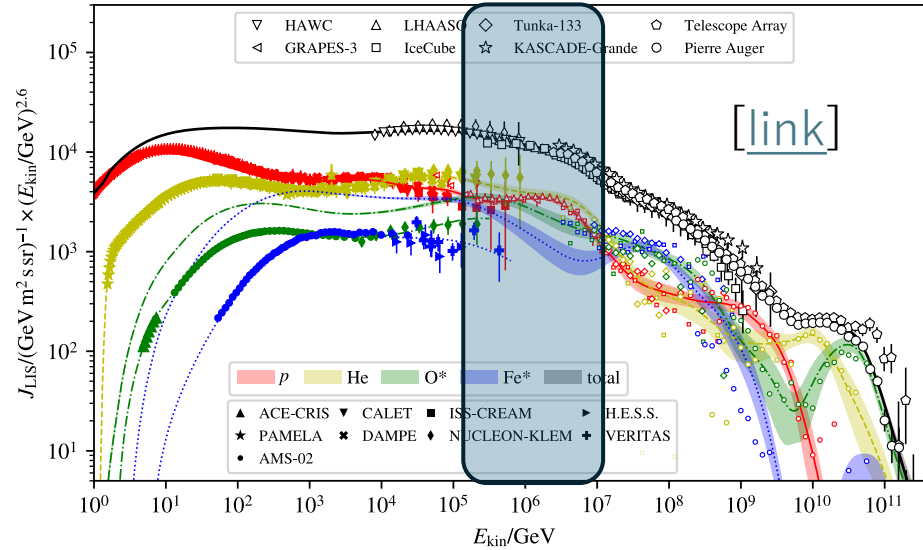 HAWC LHAASO Tunka-133 Telescope Array
GRAPES-3 IceCube KASCADE-Grande Pierre Auger
[link]
J_LIS/(GeV m² s sr)⁻¹ × (E_kin/GeV)^2.6
10⁵
10⁴
10³
10²
10¹
p He O* Fe* total
ACE-CRIS CALET ISS-CREAM H.E.S.S.
PAMELA DAMPE NUCLEON-KLEM VERITAS
AMS-02
10⁰ 10¹ 10² 10³ 10⁴ 10⁵ 10⁶ 10⁷ 10⁸ 10⁹ 10¹⁰ 10¹¹
E_kin/GeV